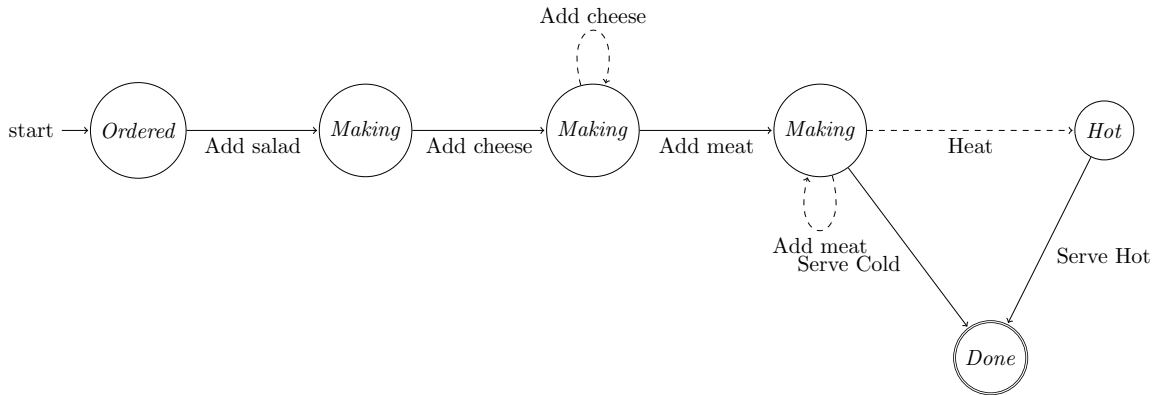 Add cheese
start
Ordered
Making
Making
Making
Hot
Add salad
Add cheese
Add meat
Heat
Add meat
Serve Cold
Serve Hot
Done